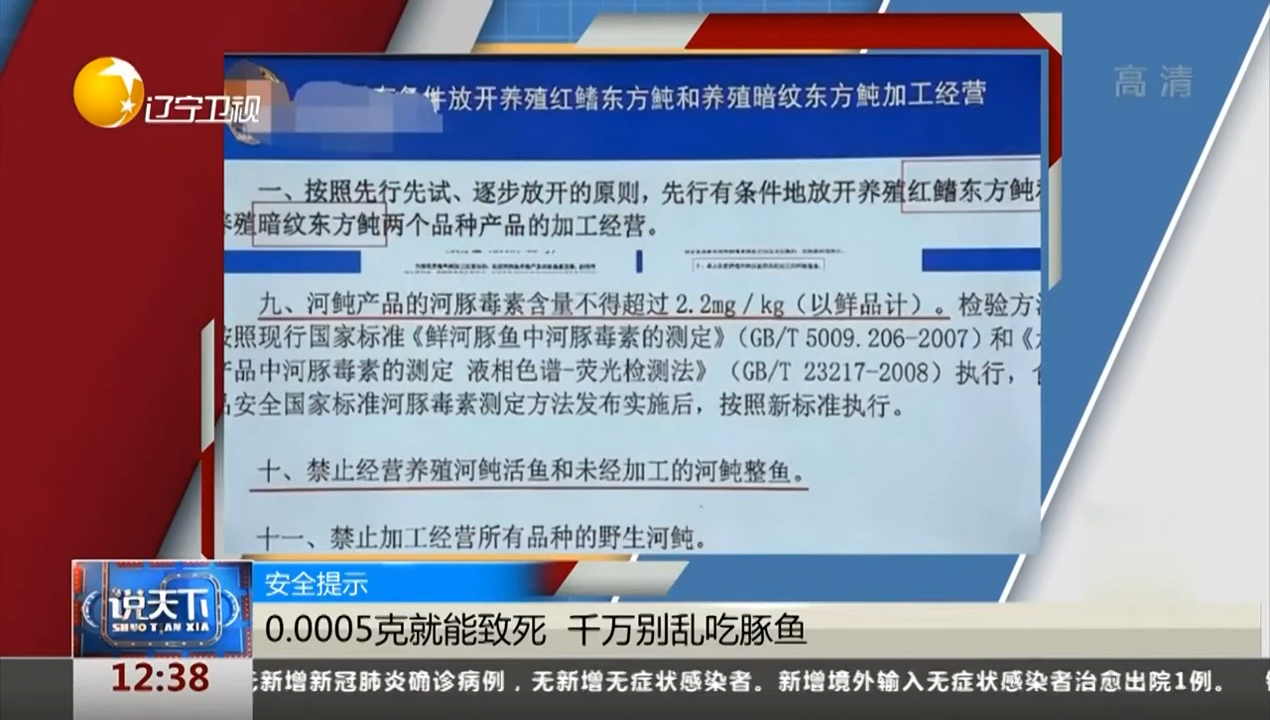 辽宁卫视
高清
条件放开养殖红鳍东方鲀和养殖暗纹东方鲀加工经营
一、按照先行先试、逐步放开的原则，先行有条件地放开养殖红鳍东方鲀
养殖暗纹东方鲀两个品种产品的加工经营。
九、河鲀产品的河豚毒素含量不得超过 2.2mg/kg（以鲜品计）。检验方
按照现行国家标准《鲜河豚鱼中河豚毒素的测定》（GB/T 5009.206-2007）和《
产品中河豚毒素的测定 液相色谱-荧光检测法》（GB/T 23217-2008）执行，
品安全国家标准河豚毒素测定方法发布实施后，按照新标准执行。
十、禁止经营养殖河鲀活鱼和未经加工的河鲀整鱼。
十一、禁止加工经营所有品种的野生河鲀。
说天下
SHUO TIAN XIA
安全提示
0.0005克就能致死 千万别乱吃豚鱼
12:38
无新增新冠肺炎确诊病例，无新增无症状感染者。新增境外输入无症状感染者治愈出院1例。